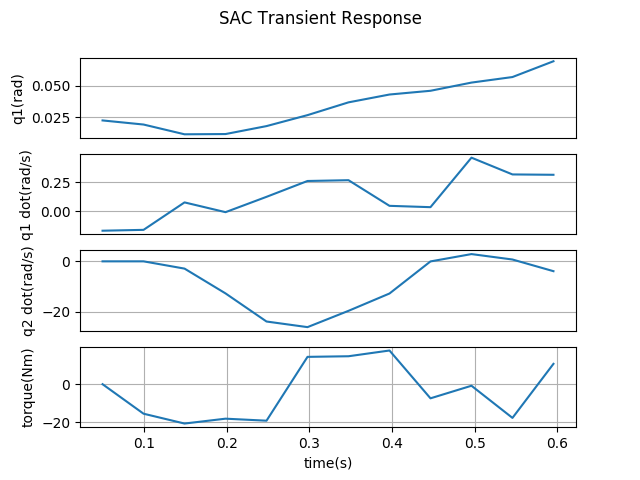 SAC Transient Response
q1(rad)
0.050
0.025
q1 dot(rad/s)
0.25
0.00
q2 dot(rad/s)
0
−20
torque(Nm)
0
−20
0.1 0.2 0.3 0.4 0.5 0.6
time(s)